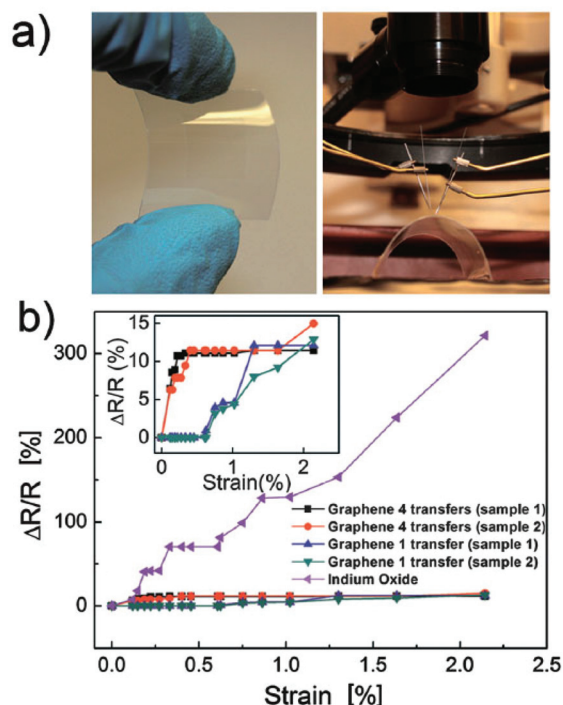 a)
b)
300
200
100
0
ΔR/R [%]
0.0
0.5
1.0
1.5
2.0
2.5
Strain [%]
15
10
5
0
ΔR/R (%)
0
1
2
Strain(%)
Graphene 4 transfers (sample 1)
Graphene 4 transfers (sample 2)
Graphene 1 transfer (sample 1)
Graphene 1 transfer (sample 2)
Indium Oxide